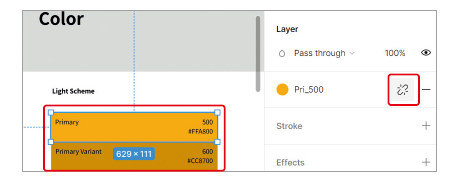 Color
Layer
Pass through
100%
Light Scheme
Pri_500
Primary
500
#FFA800
Stroke
Primary Variant
600
#CC8700
629 × 111
Effects